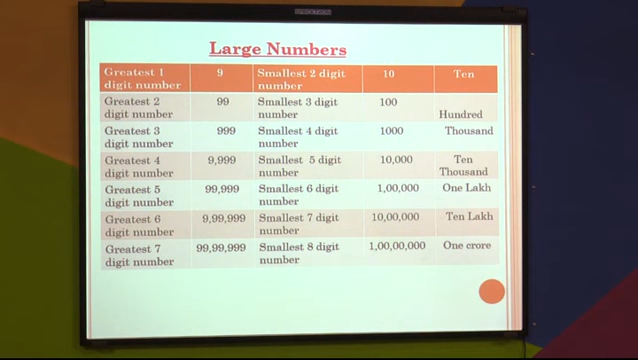 Large Numbers
Greatest 1 digit number 9 Smallest 2 digit number 10 Ten
Greatest 2 digit number 99 Smallest 3 digit number 100 Hundred
Greatest 3 digit number 999 Smallest 4 digit number 1000 Thousand
Greatest 4 digit number 9,999 Smallest 5 digit number 10,000 Ten Thousand
Greatest 5 digit number 99,999 Smallest 6 digit number 1,00,000 One Lakh
Greatest 6 digit number 9,99,999 Smallest 7 digit number 10,00,000 Ten Lakh
Greatest 7 digit number 99,99,999 Smallest 8 digit number 1,00,00,000 One crore